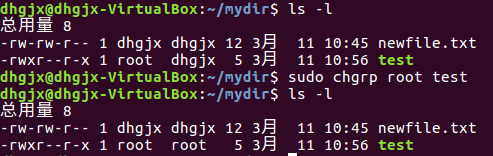 dhgjx@dhgjx-VirtualBox:~/mydir$ ls -l
总用量 8
-rw-rw-r-- 1 dhgjx dhgjx 12 3月  11 10:45 newfile.txt
-rwxr--r-x 1 root  dhgjx  5 3月  11 10:56 test
dhgjx@dhgjx-VirtualBox:~/mydir$ sudo chgrp root test
dhgjx@dhgjx-VirtualBox:~/mydir$ ls -l
总用量 8
-rw-rw-r-- 1 dhgjx dhgjx 12 3月  11 10:45 newfile.txt
-rwxr--r-x 1 root  root   5 3月  11 10:56 test